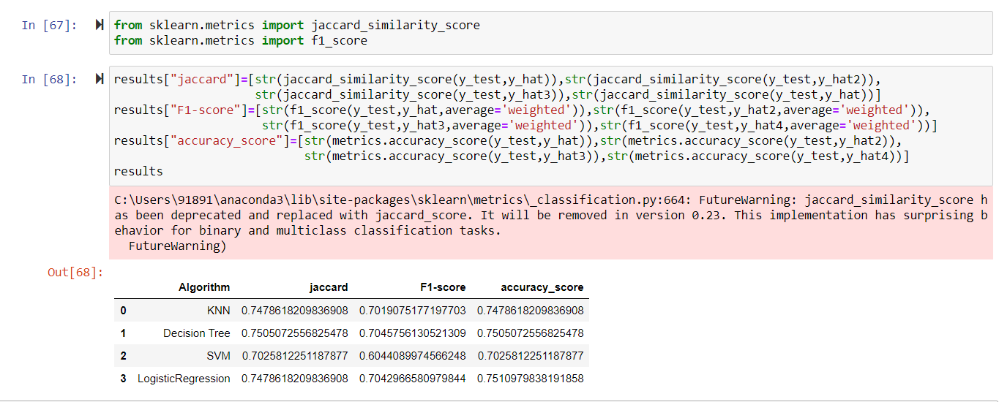 In [67]: from sklearn.metrics import jaccard_similarity_score
from sklearn.metrics import f1_score
In [68]: results["jaccard"]=[str(jaccard_similarity_score(y_test,y_hat)),str(jaccard_similarity_score(y_test,y_hat2)),
str(jaccard_similarity_score(y_test,y_hat3)),str(jaccard_similarity_score(y_test,y_hat))]
results["F1-score"]=[str(f1_score(y_test,y_hat,average='weighted')),str(f1_score(y_test,y_hat2,average='weighted')),
str(f1_score(y_test,y_hat3,average='weighted')),str(f1_score(y_test,y_hat4,average='weighted'))]
results["accuracy_score"]=[str(metrics.accuracy_score(y_test,y_hat)),str(metrics.accuracy_score(y_test,y_hat2)),
str(metrics.accuracy_score(y_test,y_hat3)),str(metrics.accuracy_score(y_test,y_hat4))]
results
C:\Users\91891\anaconda3\lib\site-packages\sklearn\metrics\_classification.py:664: FutureWarning: jaccard_similarity_score h
as been deprecated and replaced with jaccard_score. It will be removed in version 0.23. This implementation has surprising b
ehavior for binary and multiclass classification tasks.
FutureWarning)
Out[68]:
Algorithm jaccard F1-score accuracy_score
0 KNN 0.7478618209836908 0.7019075177197703 0.7478618209836908
1 Decision Tree 0.7505072556825478 0.7045756130521309 0.7505072556825478
2 SVM 0.7025812251187877 0.6044089974566248 0.7025812251187877
3 LogisticRegression 0.7478618209836908 0.7042966580979844 0.7510979838191858